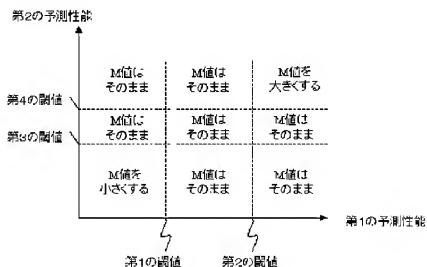 第2の予測性能
M値は
そのまま
M値は
そのまま
M値を
大きくする
第4の閾値
M値は
そのまま
M値は
そのまま
M値は
そのまま
第3の閾値
M値を
小さくする
M値は
そのまま
M値は
そのまま
第1の予測性能
第1の閾値
第2の閾値